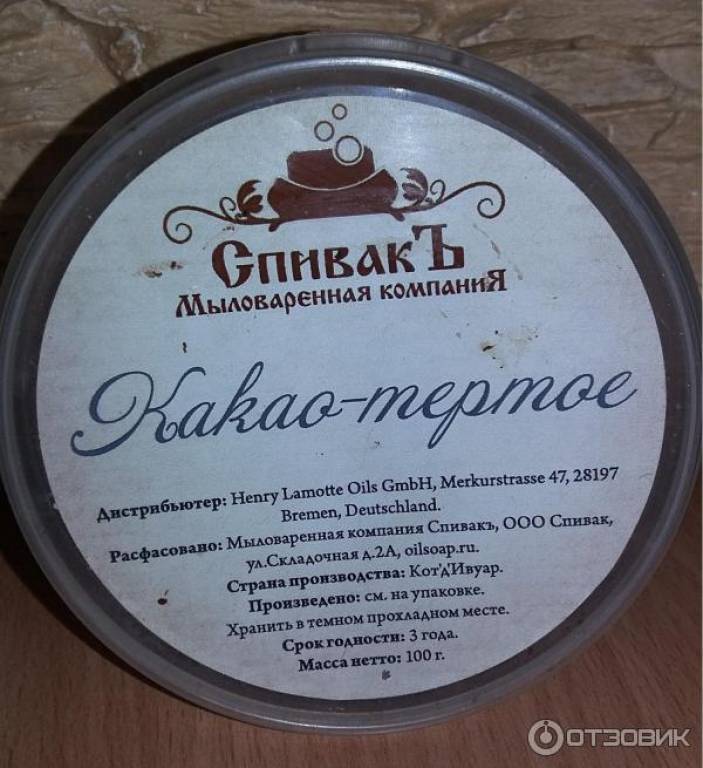 СпивакЪ
Мыловаренная компаниЯ
Какао-тертое
Дистрибьютер: Henry Lamotte Oils GmbH, Merkurstrasse 47, 28197
Bremen, Deutschland.
Расфасовано: Мыловаренная компания Спивакъ, ООО Спивак,
ул.Складочная д.2А, oilsoap.ru.
Страна производства: Кот'д'Ивуар.
Произведено: см. на упаковке.
Хранить в темном прохладном месте.
Срок годности: 3 года.
Масса нетто: 100 г.
ОТЗОВИК